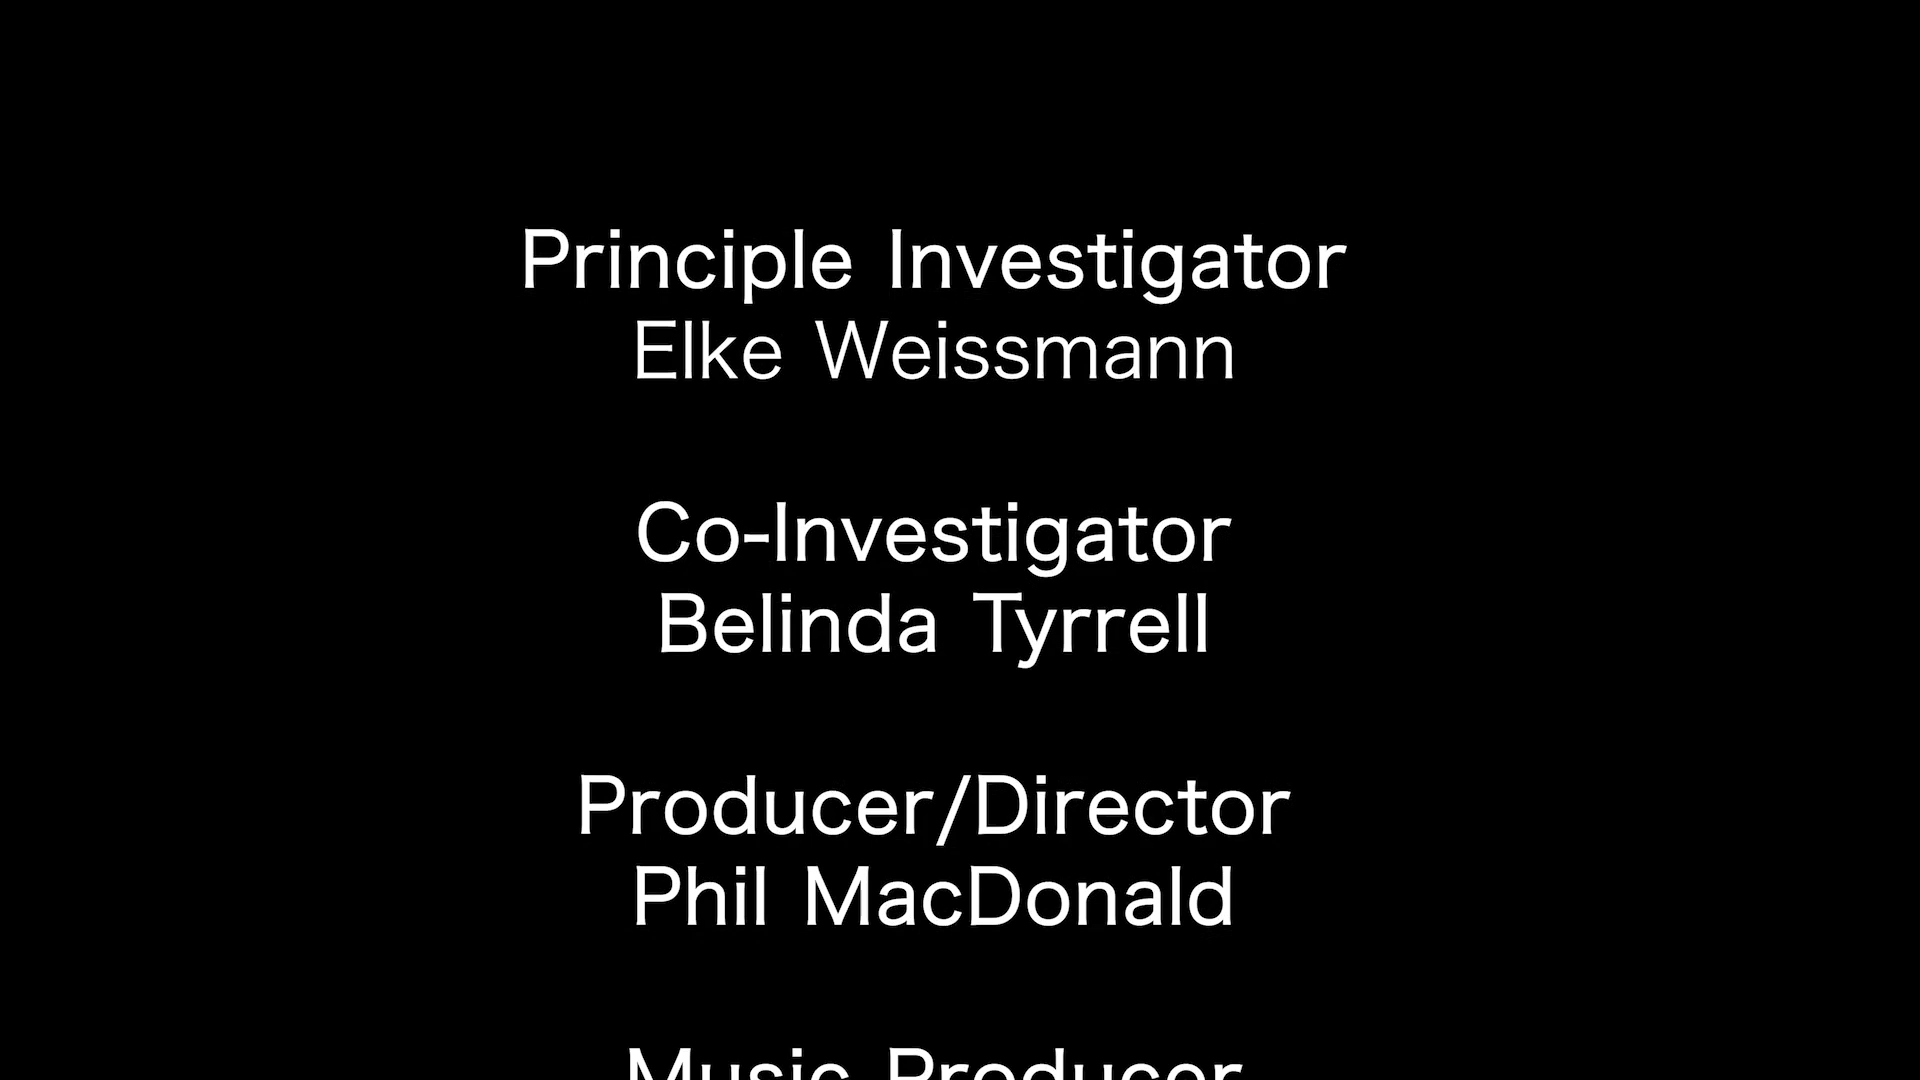 Principle Investigator
Elke Weissmann
Co-Investigator
Belinda Tyrrell
Producer/Director
Phil MacDonald
Music Producer